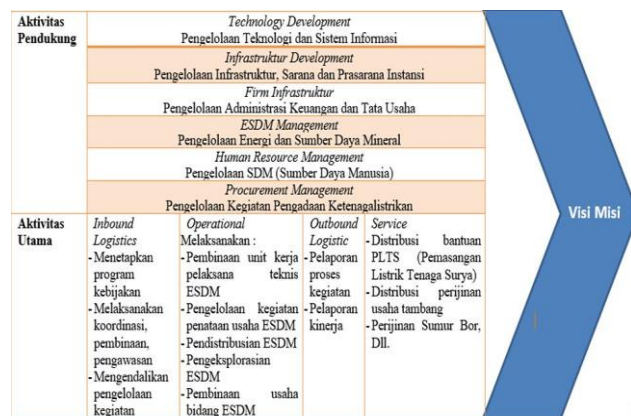 Aktivitas
Pendukung
Technology Development
Pengelolaan Teknologi dan Sistem Informasi
Infrastruktur Development
Pengelolaan Infrastruktur, Sarana dan Prasarana Instansi
Firm Infrastruktur
Pengelolaan Administrasi Keuangan dan Tata Usaha
ESDM Management
Pengelolaan Energi dan Sumber Daya Mineral
Human Resource Management
Pengelolaan SDM (Sumber Daya Manusia)
Procurement Management
Pengelolaan Kegiatan Pengadaan Ketenagalistrikan
Aktivitas
Utama
Inbound
Logistics
- Menetapkan
program
kebijakan
- Melaksanakan
koordinasi,
pembinaan,
pengawasan
- Mengendalikan
pengelolaan
kegiatan
Operational
Melaksanakan :
- Pembinaan unit kerja
pelaksana teknis
ESDM
- Pengelolaan kegiatan
penataan usaha ESDM
- Pendistribusian ESDM
- Pengeksplorasian
ESDM
- Pembinaan usaha
bidang ESDM
Outbound
Logistic
- Pelaporan
proses
kegiatan
- Pelaporan
kinerja
Service
- Distribusi bantuan
PLTS (Pemasangan
Listrik Tenaga Surya)
- Distribusi perijinan
usaha tambang
- Perijinan Sumur Bor,
Dll.
Visi Misi